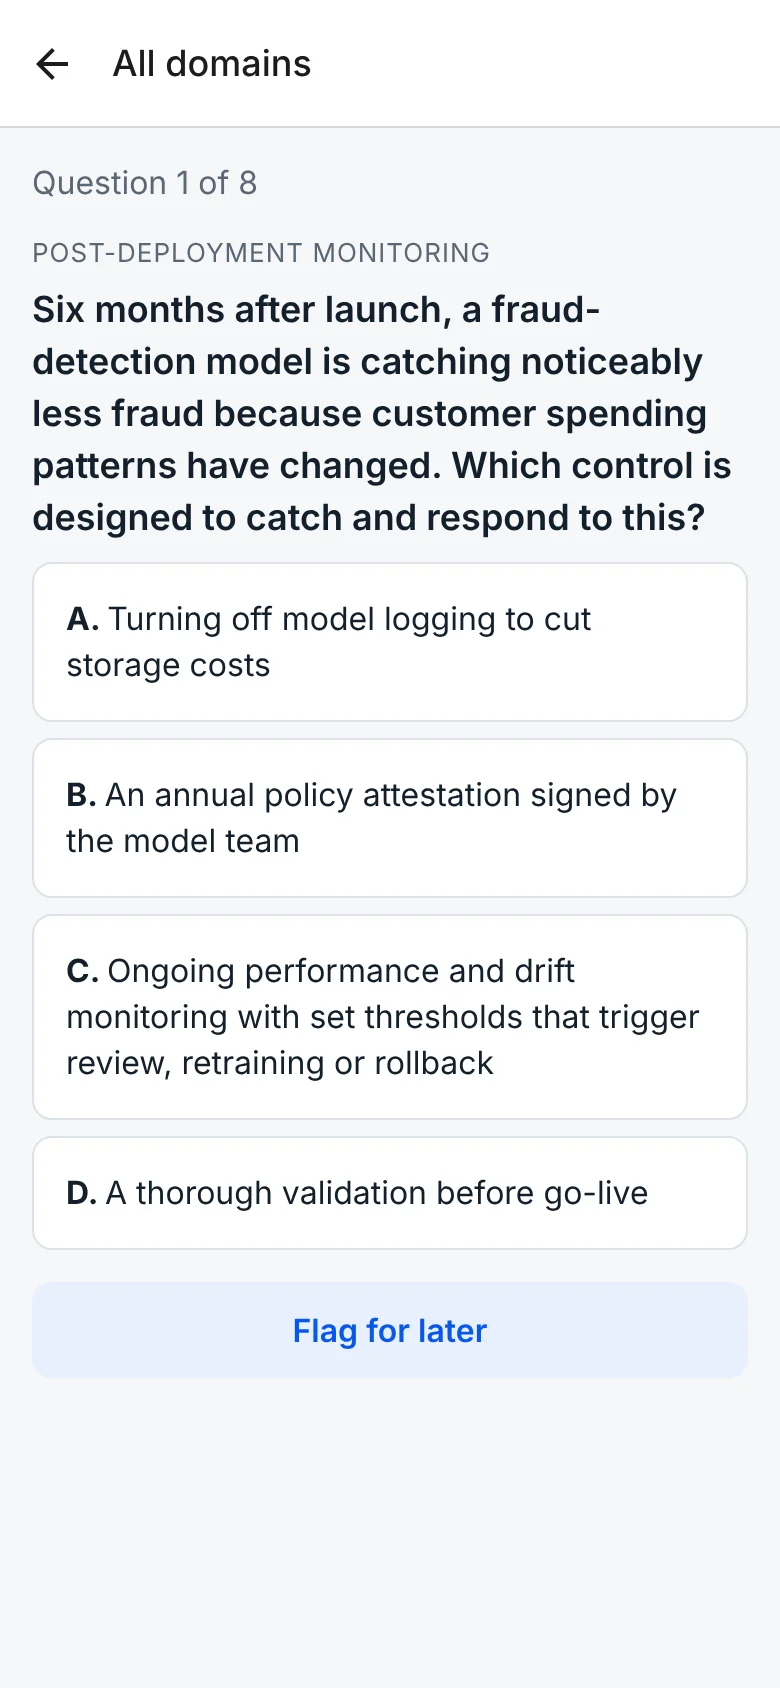 All domains
Question 1 of 8
POST-DEPLOYMENT MONITORING
Six months after launch, a fraud-
detection model is catching noticeably
less fraud because customer spending
patterns have changed. Which control is
designed to catch and respond to this?
A. Turning off model logging to cut
storage costs
B. An annual policy attestation signed by
the model team
C. Ongoing performance and drift
monitoring with set thresholds that trigger
review, retraining or rollback
D. A thorough validation before go-live
Flag for later